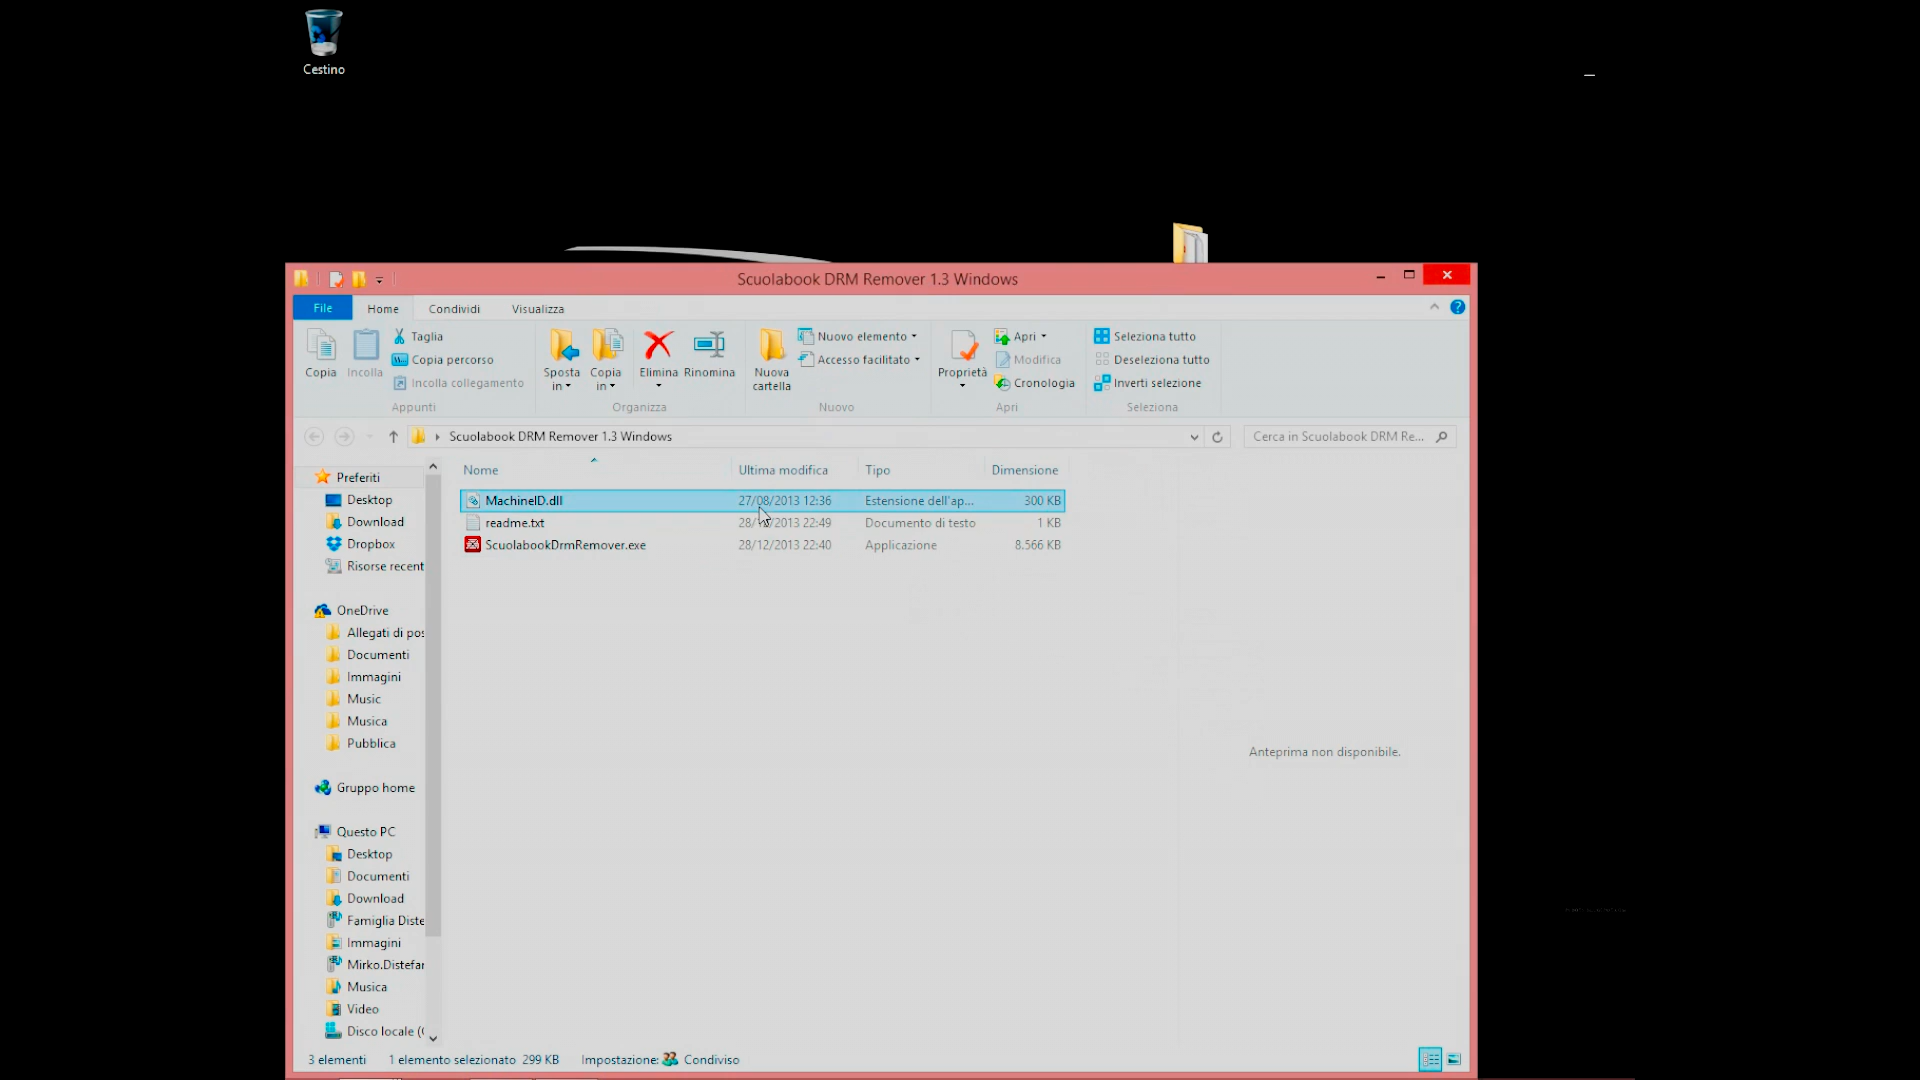 Cestino
Scuolabook DRM Remover 1.3 Windows
File Home Condividi Visualizza
Copia
Incolla
Taglia
Copia percorso
Incolla collegamento
Appunti
Sposta in
Copia in
Elimina
Rinomina
Organizza
Nuova cartella
Nuovo elemento
Accesso facilitato
Nuovo
Proprietà
Apri
Modifica
Cronologia
Apri
Seleziona tutto
Deseleziona tutto
Inverti selezione
Seleziona
Scuolabook DRM Remover 1.3 Windows
Cerca in Scuolabook DRM Re...
Preferiti
Desktop
Download
Dropbox
Risorse recent
OneDrive
Allegati di pos
Documenti
Immagini
Music
Musica
Pubblica
Gruppo home
Questo PC
Desktop
Documenti
Download
Famiglia Diste
Immagini
Mirko.Distefan
Musica
Video
Disco locale (
Nome Ultima modifica Tipo Dimensione
MachineID.dll 27/08/2013 12:36 Estensione dell'ap... 300 KB
readme.txt 22:49 Documento di testo 1 KB
ScuolabookDrmRemover.exe 28/12/2013 22:40 Applicazione 8.566 KB
Anteprima non disponibile.
3 elementi 1 elemento selezionato 299 KB Impostazione: Condiviso